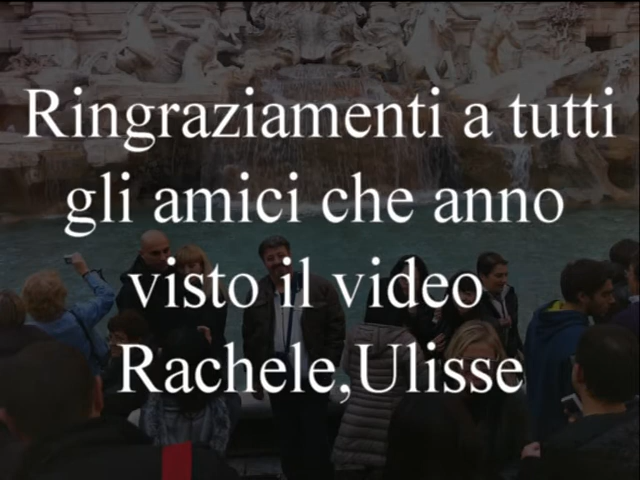 Ringraziamenti a tutti
gli amici che anno
visto il video
Rachele,Ulisse